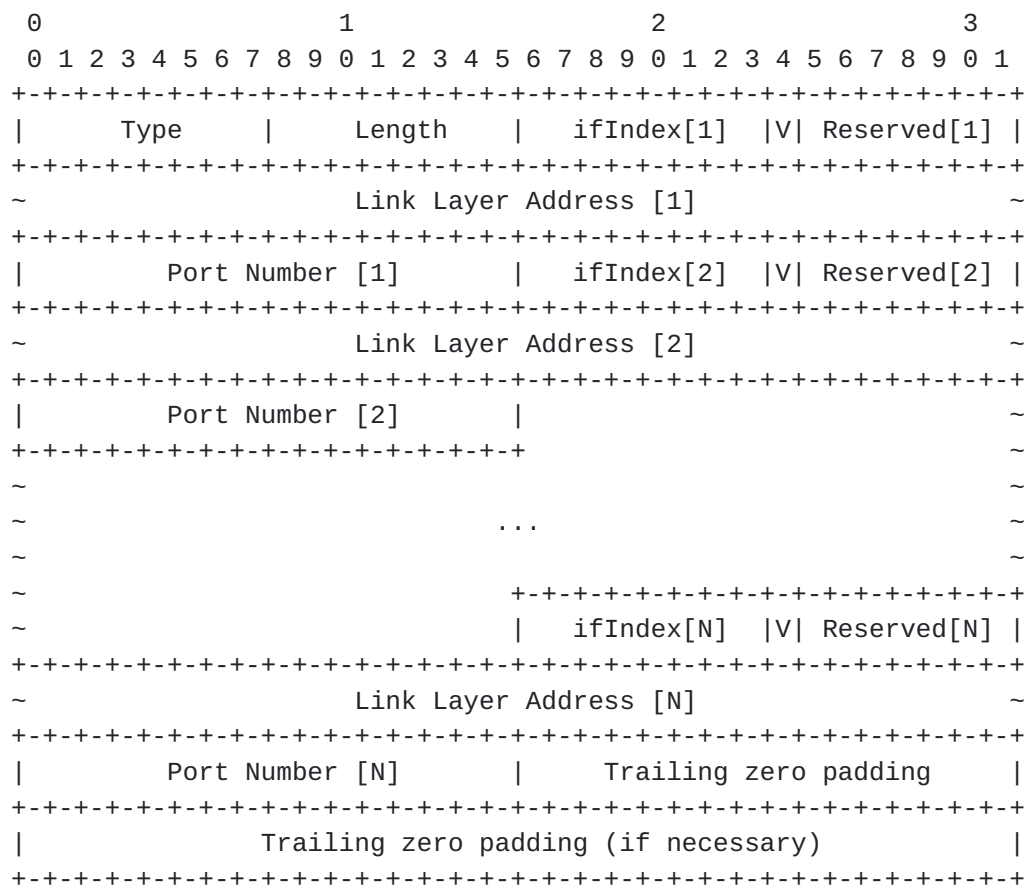 0                   1                   2                   3
 0 1 2 3 4 5 6 7 8 9 0 1 2 3 4 5 6 7 8 9 0 1 2 3 4 5 6 7 8 9 0 1
+-+-+-+-+-+-+-+-+-+-+-+-+-+-+-+-+-+-+-+-+-+-+-+-+-+-+-+-+-+-+-+-+
|      Type     |     Length    |   ifIndex[1]  |V| Reserved[1] |
+-+-+-+-+-+-+-+-+-+-+-+-+-+-+-+-+-+-+-+-+-+-+-+-+-+-+-+-+-+-+-+-+
~                     Link Layer Address [1]                    ~
+-+-+-+-+-+-+-+-+-+-+-+-+-+-+-+-+-+-+-+-+-+-+-+-+-+-+-+-+-+-+-+-+
|         Port Number [1]       |   ifIndex[2]  |V| Reserved[2] |
+-+-+-+-+-+-+-+-+-+-+-+-+-+-+-+-+-+-+-+-+-+-+-+-+-+-+-+-+-+-+-+-+
~                     Link Layer Address [2]                    ~
+-+-+-+-+-+-+-+-+-+-+-+-+-+-+-+-+-+-+-+-+-+-+-+-+-+-+-+-+-+-+-+-+
|         Port Number [2]       |                               ~
+-+-+-+-+-+-+-+-+-+-+-+-+-+-+-+-+                               ~
~                                                               ~
~                              ...                              ~
~                                                               ~
~                               +-+-+-+-+-+-+-+-+-+-+-+-+-+-+-+-+
~                               |   ifIndex[N]  |V| Reserved[N] |
+-+-+-+-+-+-+-+-+-+-+-+-+-+-+-+-+-+-+-+-+-+-+-+-+-+-+-+-+-+-+-+-+
~                     Link Layer Address [N]                    ~
+-+-+-+-+-+-+-+-+-+-+-+-+-+-+-+-+-+-+-+-+-+-+-+-+-+-+-+-+-+-+-+-+
|         Port Number [N]       |     Trailing zero padding     |
+-+-+-+-+-+-+-+-+-+-+-+-+-+-+-+-+-+-+-+-+-+-+-+-+-+-+-+-+-+-+-+-+
|               Trailing zero padding (if necessary)            |
+-+-+-+-+-+-+-+-+-+-+-+-+-+-+-+-+-+-+-+-+-+-+-+-+-+-+-+-+-+-+-+-+